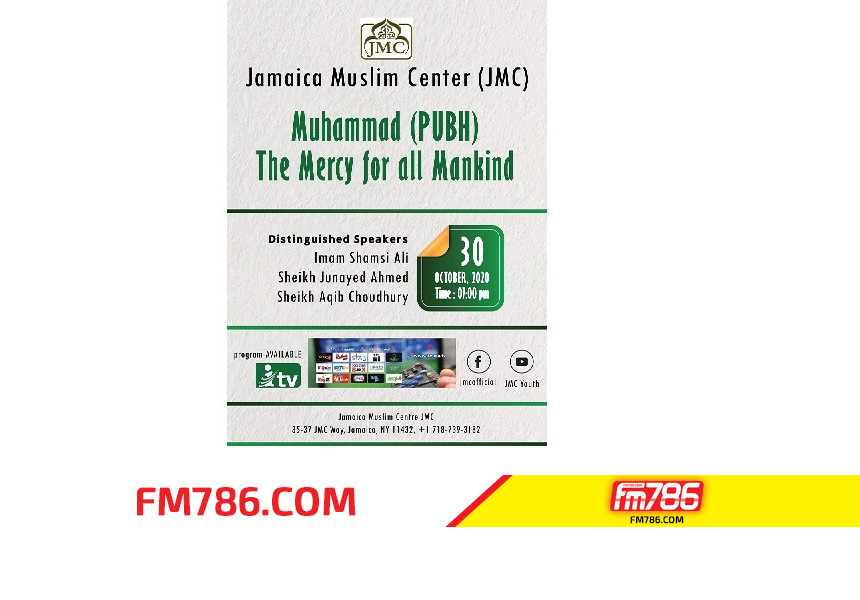 JMC
Jamaica Muslim Center (JMC)
Muhammad (PUBH)
The Mercy for all Mankind
Distinguished Speakers
Imam Shamsi Ali
Sheikh Junayed Ahmed
Sheikh Aqib Choudhury
30
OCTOBER, 2020
Time : 07:00 pm
program AVAILABLE
itv
jmcofficial
JMC Youth
Jamaica Muslim Centre JMC
85-37 JMC Way, Jamaica, NY 11432, +1 718-739-3182
FM786.COM
fm786
FM786.COM